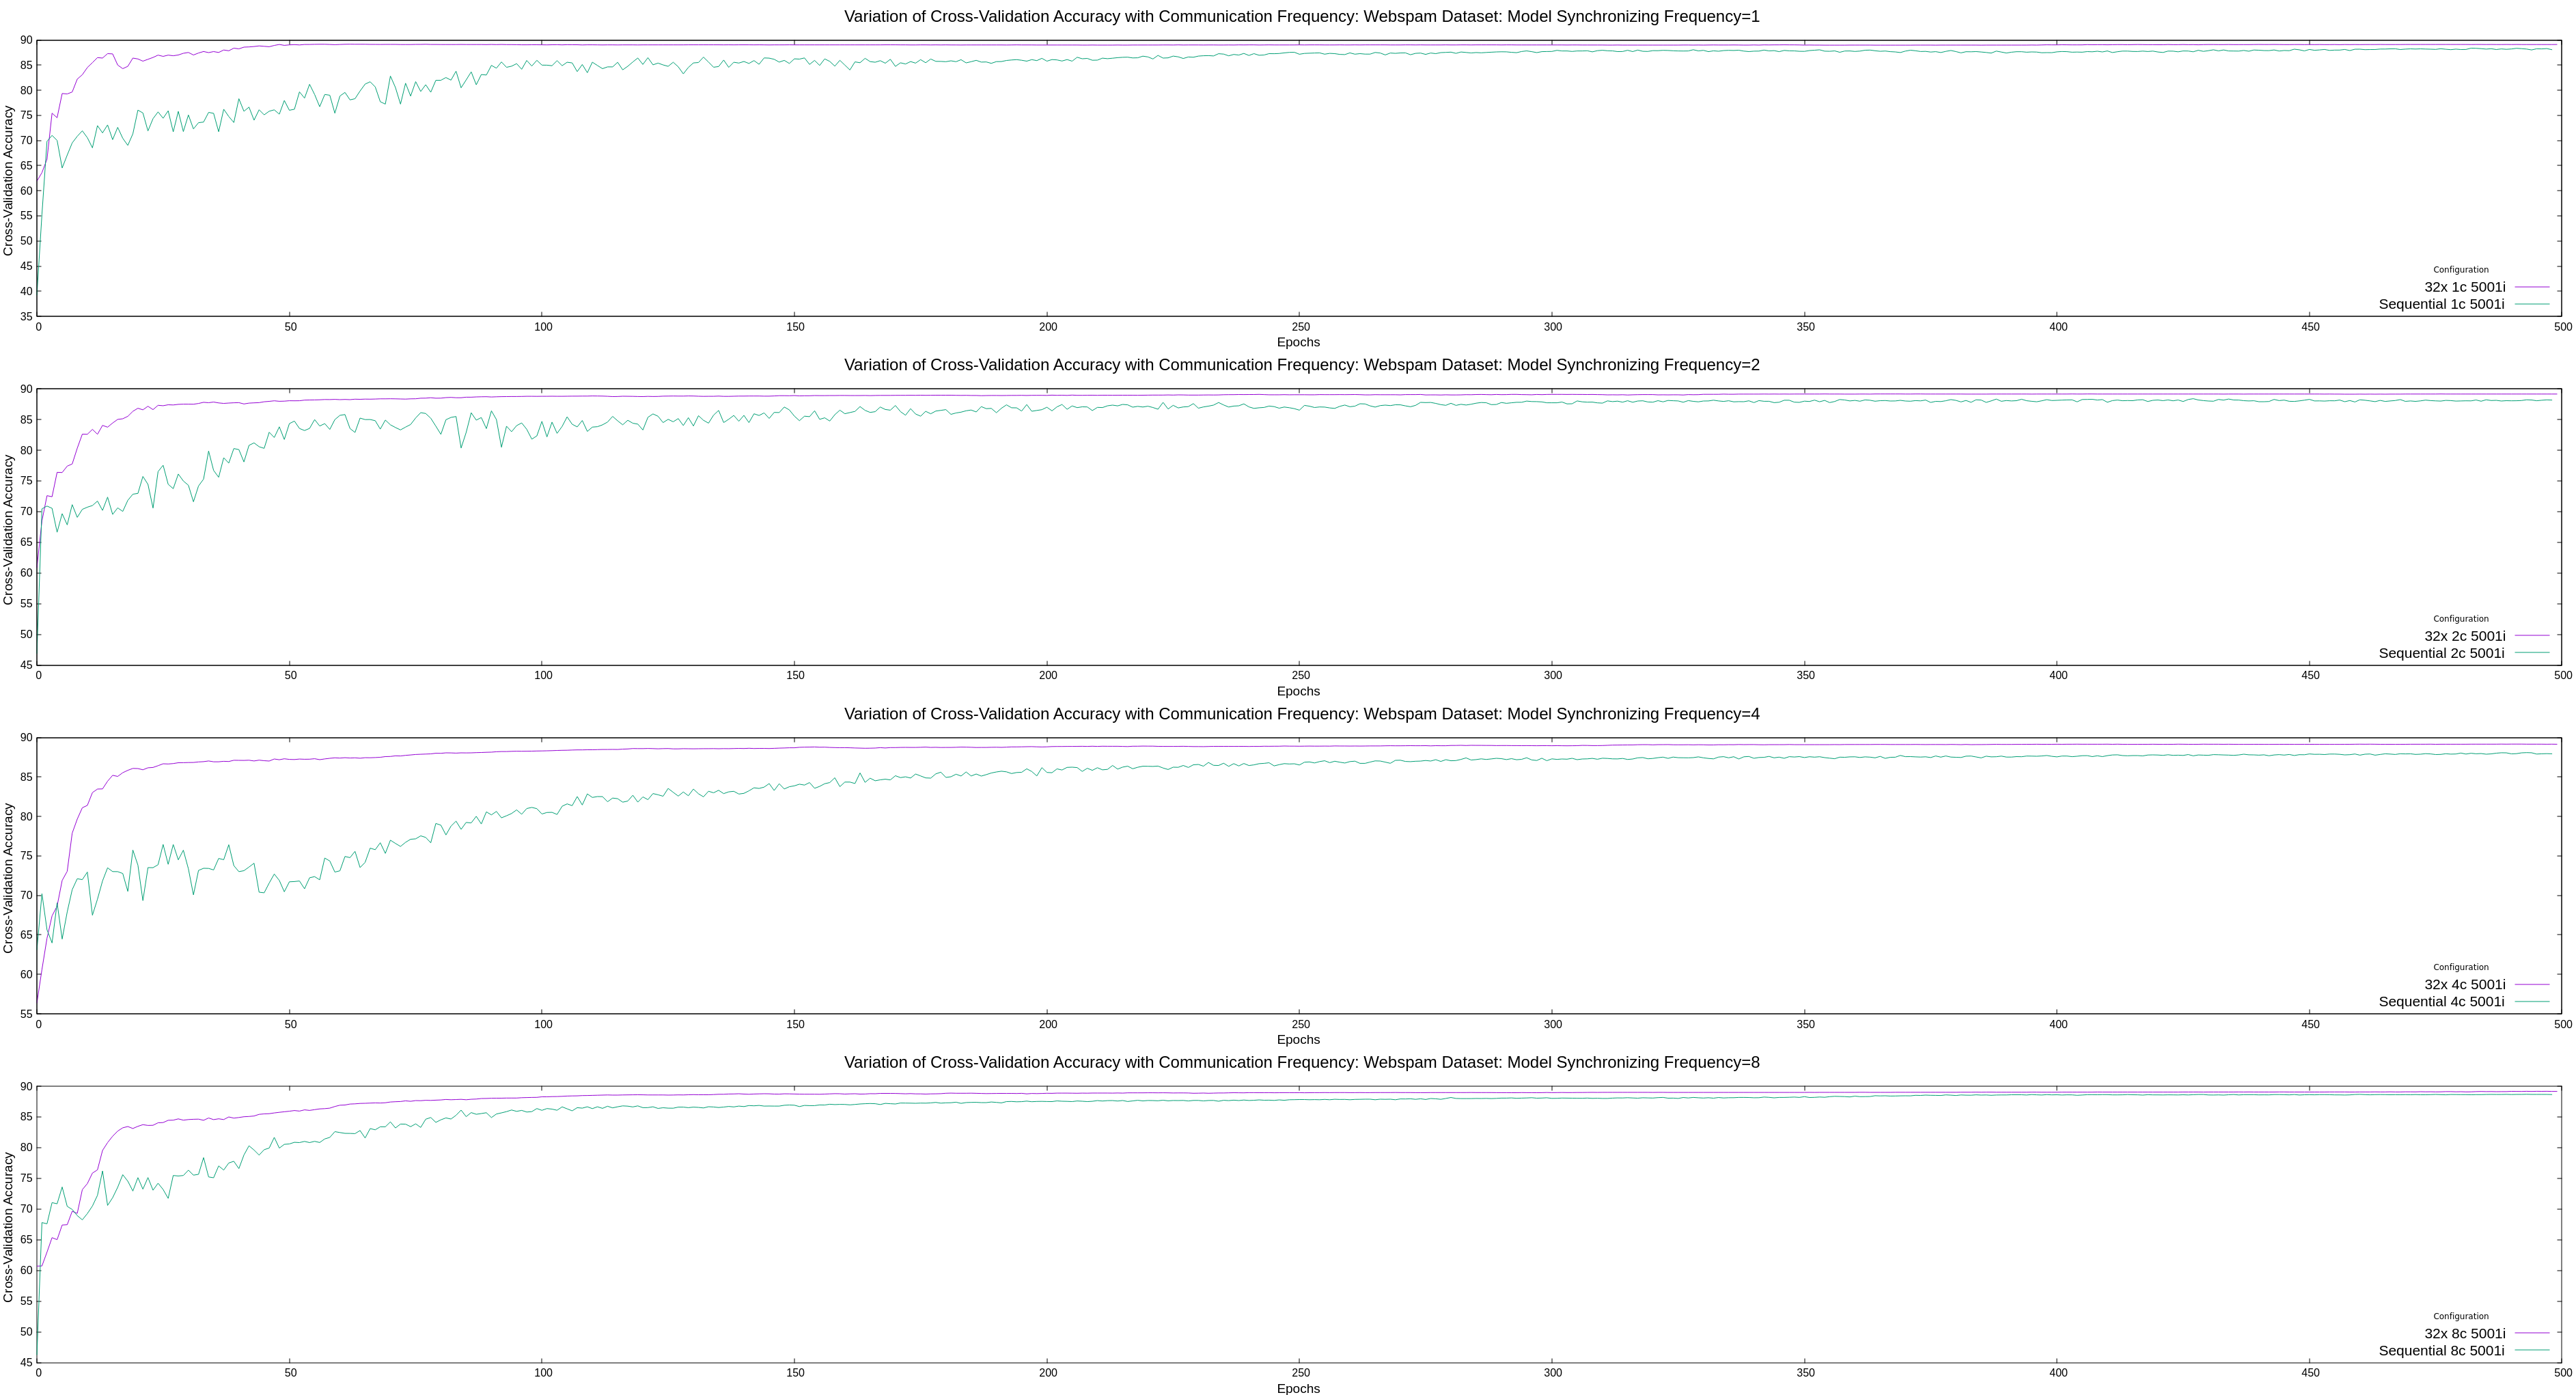 Variation of Cross-Validation Accuracy with Communication Frequency: Webspam Dataset: Model Synchronizing Frequency=1
90
85
80
75
70
65
60
55
50
45
40
35
Cross-Validation Accuracy
Configuration
32x 1c 5001i
Sequential 1c 5001i
0 50 100 150 200 250 300 350 400 450 500
Epochs
Variation of Cross-Validation Accuracy with Communication Frequency: Webspam Dataset: Model Synchronizing Frequency=2
90
85
80
75
70
65
60
55
50
45
Cross-Validation Accuracy
Configuration
32x 2c 5001i
Sequential 2c 5001i
0 50 100 150 200 250 300 350 400 450 500
Epochs
Variation of Cross-Validation Accuracy with Communication Frequency: Webspam Dataset: Model Synchronizing Frequency=4
90
85
80
75
70
65
60
55
Cross-Validation Accuracy
Configuration
32x 4c 5001i
Sequential 4c 5001i
0 50 100 150 200 250 300 350 400 450 500
Epochs
Variation of Cross-Validation Accuracy with Communication Frequency: Webspam Dataset: Model Synchronizing Frequency=8
90
85
80
75
70
65
60
55
50
45
Cross-Validation Accuracy
Configuration
32x 8c 5001i
Sequential 8c 5001i
0 50 100 150 200 250 300 350 400 450 500
Epochs